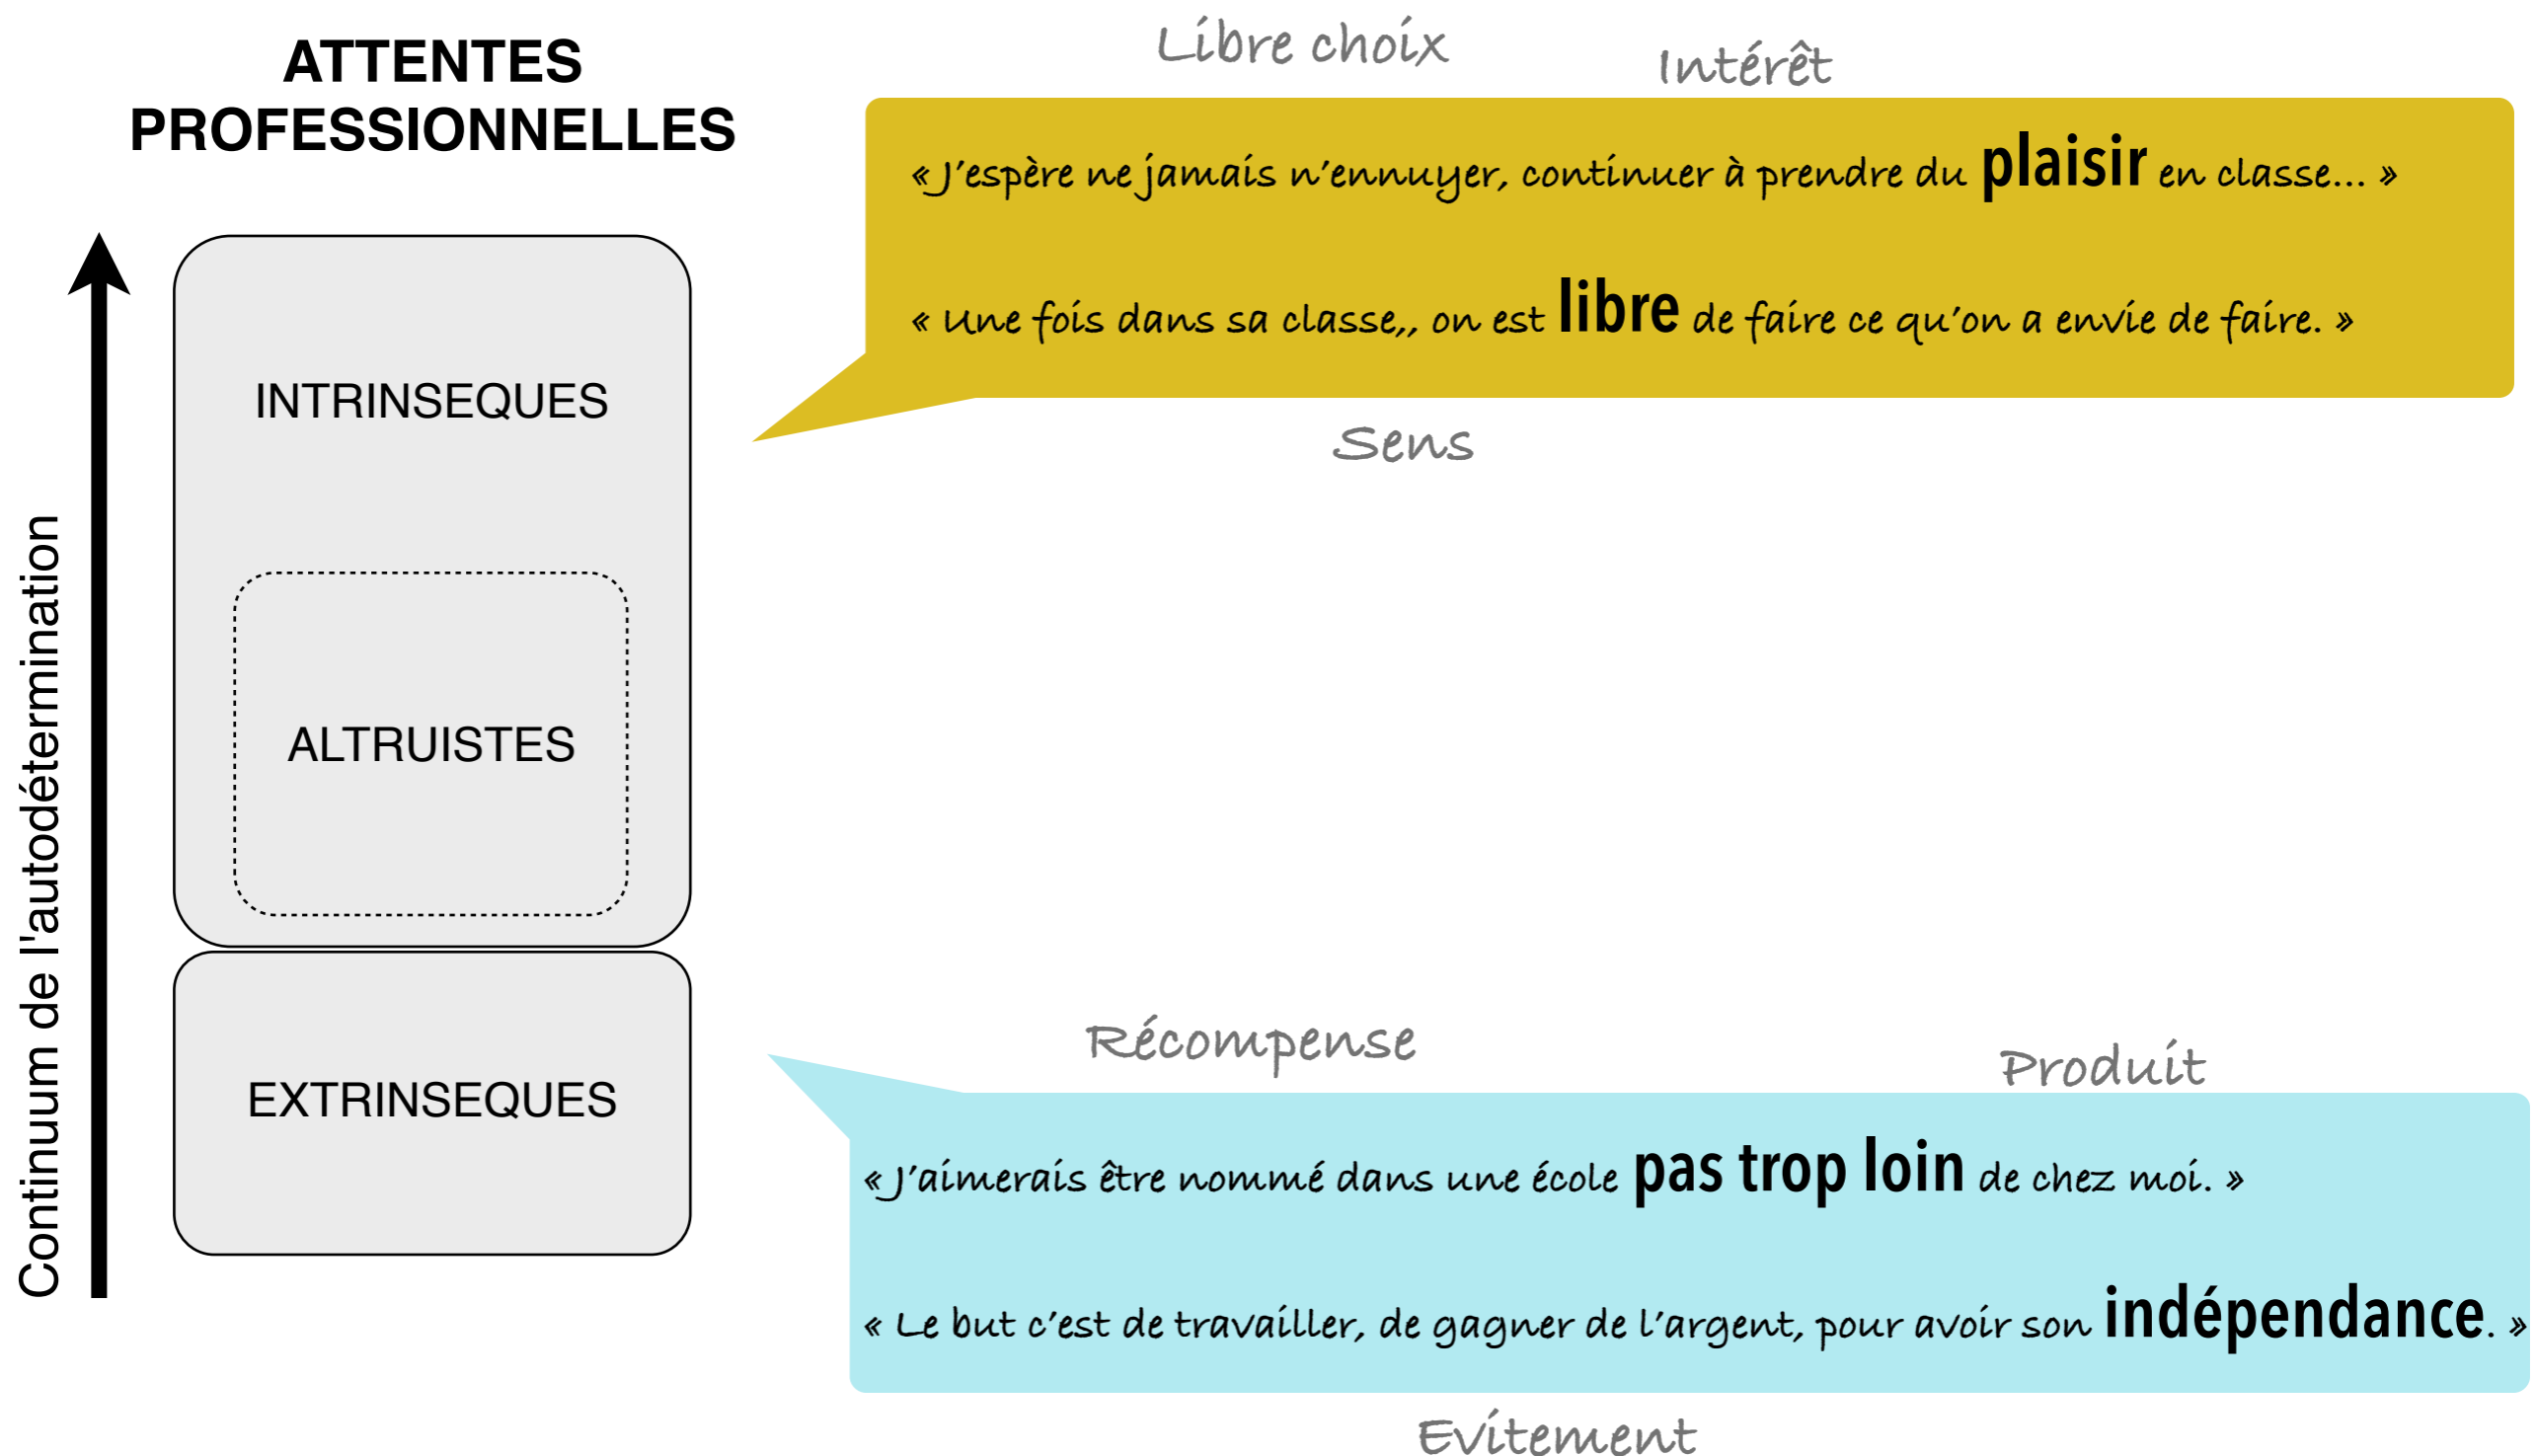 ATTENTES
PROFESSIONNELLES
Continuum de l'autodétermination
INTRINSEQUES
ALTRUISTES
EXTRINSEQUES
Libre choix
Intérêt
« J'espère ne jamais n'ennuyer, continuer à prendre du plaisir en classe... »
« Une fois dans sa classe,, on est libre de faire ce qu'on a envie de faire. »
Sens
Récompense
Produit
« J'aimerais être nommé dans une école pas trop loin de chez moi. »
« Le but c'est de travailler, de gagner de l'argent, pour avoir son indépendance. »
Evitement